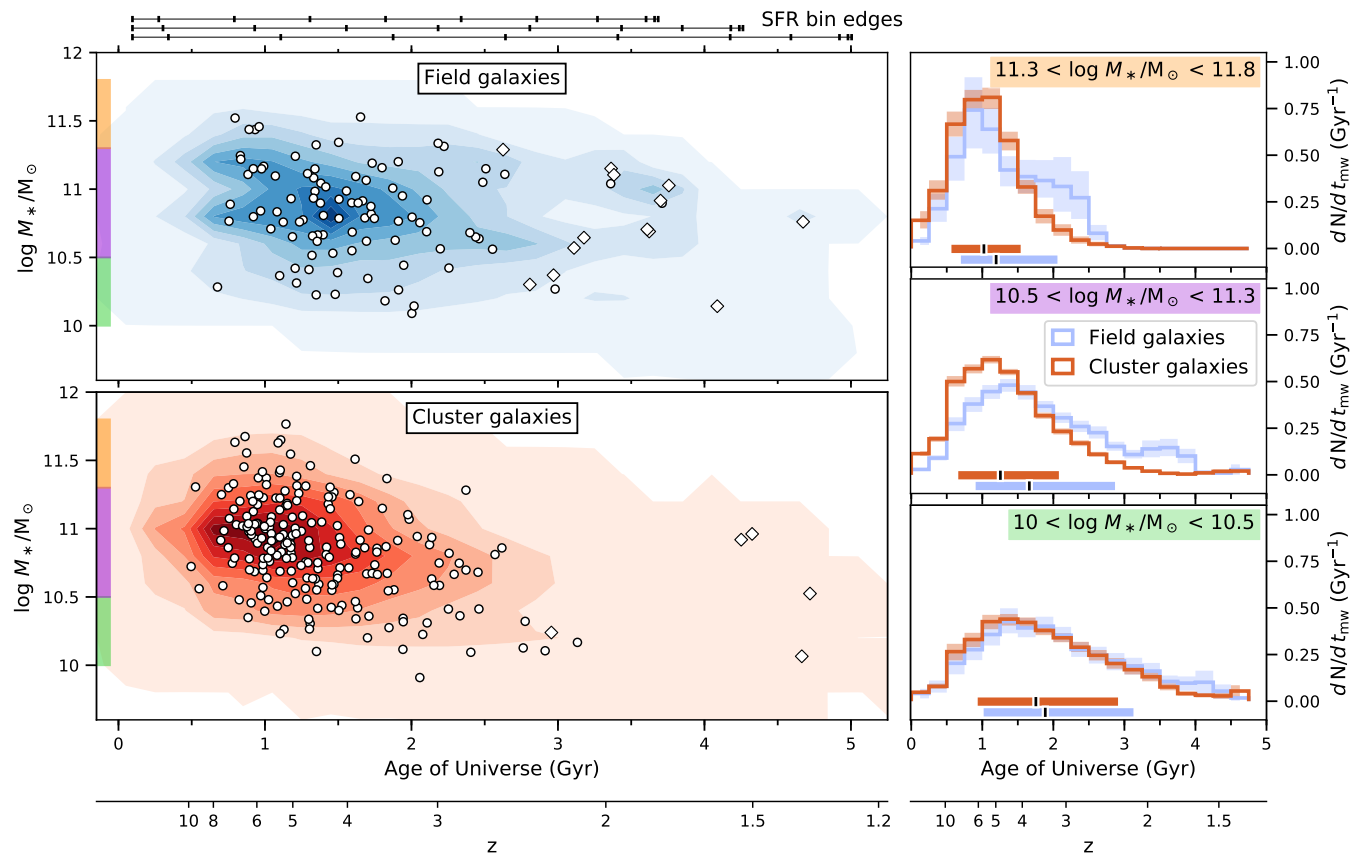 SFR bin edges
Field galaxies
12
11.5
11
10.5
10
log M∗/M⊙
Cluster galaxies
12
11.5
11
10.5
10
log M∗/M⊙
0 1 2 3 4 5
Age of Universe (Gyr)
10 8 6 5 4 3 2 1.5 1.2
z
11.3 < log M∗/M⊙ < 11.8
1.00
0.75
0.50
0.25
0.00
dN/dtmw (Gyr⁻¹)
10.5 < log M∗/M⊙ < 11.3
Field galaxies
Cluster galaxies
1.00
0.75
0.50
0.25
0.00
dN/dtmw (Gyr⁻¹)
10 < log M∗/M⊙ < 10.5
1.00
0.75
0.50
0.25
0.00
dN/dtmw (Gyr⁻¹)
0 1 2 3 4 5
Age of Universe (Gyr)
10 6 5 4 3 2 1.5
z